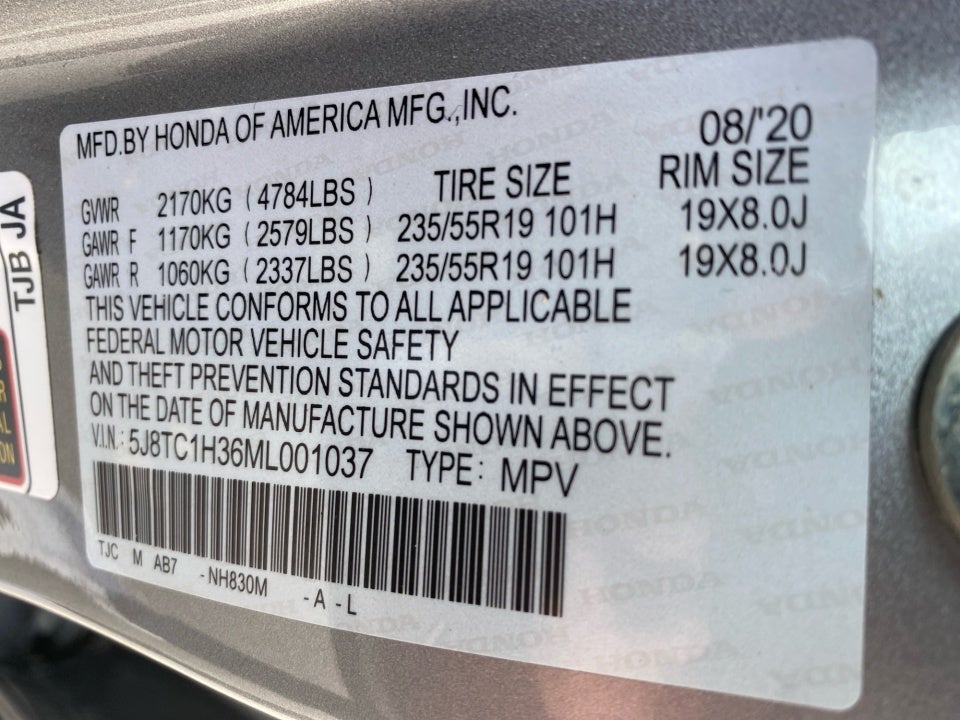 MFD.BY HONDA OF AMERICA MFG.,INC. 08/'20
TIRE SIZE RIM SIZE
GVWR 2170KG (4784LBS)
GAWR F 1170KG (2579LBS) 235/55R19 101H 19X8.0J
GAWR R 1060KG (2337LBS) 235/55R19 101H 19X8.0J
THIS VEHICLE CONFORMS TO ALL APPLICABLE
FEDERAL MOTOR VEHICLE SAFETY
AND THEFT PREVENTION STANDARDS IN EFFECT
ON THE DATE OF MANUFACTURE SHOWN ABOVE.
V.I.N.: 5J8TC1H36ML001037 TYPE: MPV
TJC M AB7 -NH830M -A -L
TJB JA